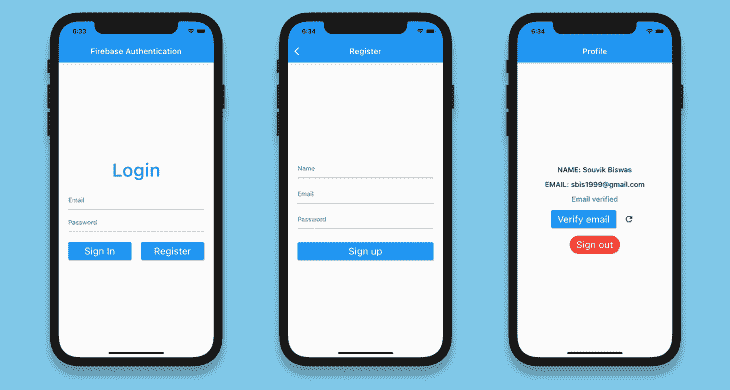 6:33
Firebase Authentication
Login
Email
Password
Sign In
Register
6:34
Register
Name
Email
Password
Sign up
6:34
Profile
NAME: Souvik Biswas
EMAIL: sbis1999@gmail.com
Email verified
Verify email
Sign out